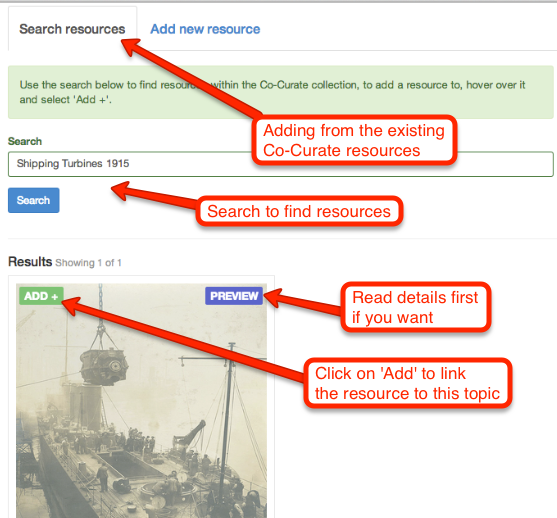 Search resources
Add new resource
Use the search below to find resources within the Co-Curate collection, to add a resource to, hover over it
and select 'Add +'.
Adding from the existing
Co-Curate resources
Search
Shipping Turbines 1915
Search
Search to find resources
Results Showing 1 of 1
ADD +
PREVIEW
Read details first
if you want
Click on 'Add' to link
the resource to this topic